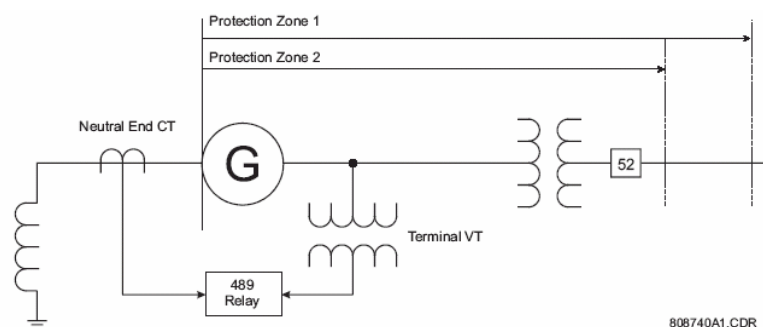 Protection Zone 1
Protection Zone 2
Neutral End CT
G
52
Terminal VT
489
Relay
808740A1.CDR